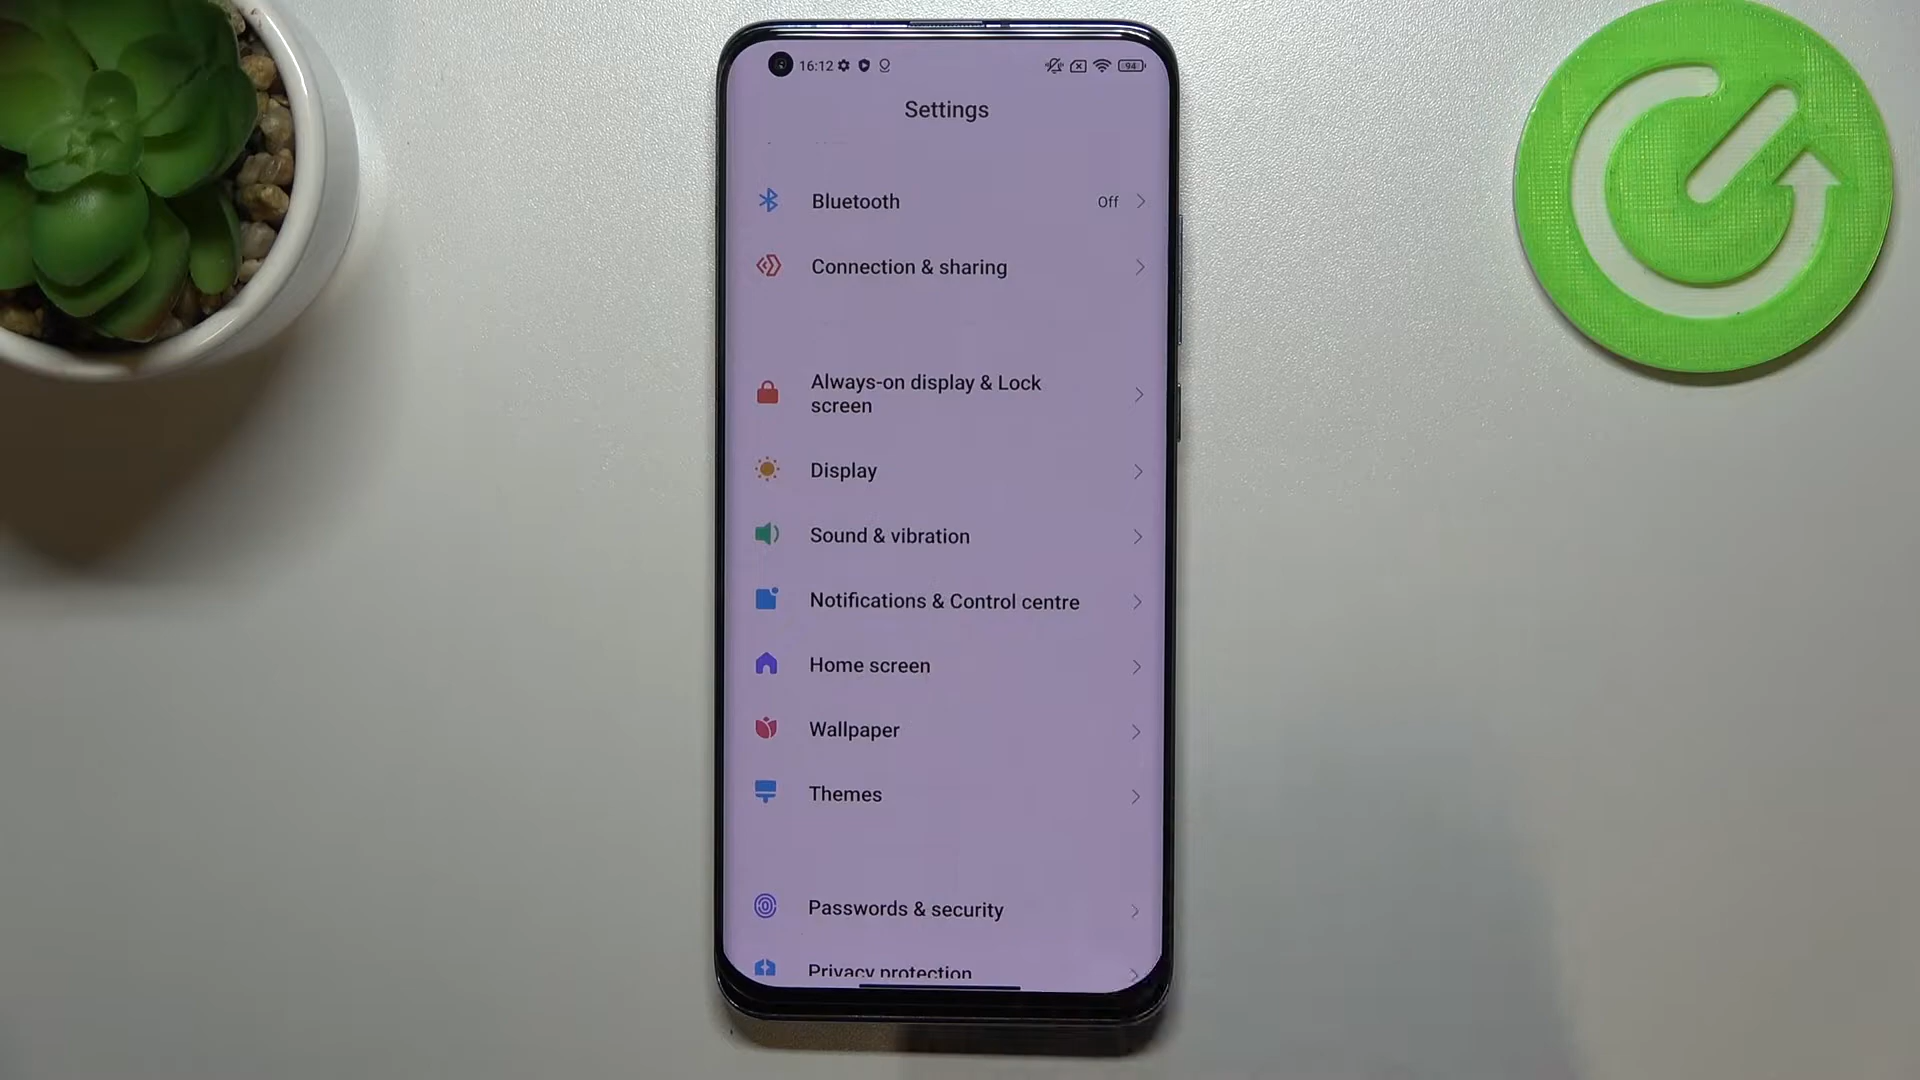 16:12
94
Settings
Bluetooth
Off
Connection & sharing
Always-on display & Lock
screen
Display
Sound & vibration
Notifications & Control centre
Home screen
Wallpaper
Themes
Passwords & security
Privacy protection